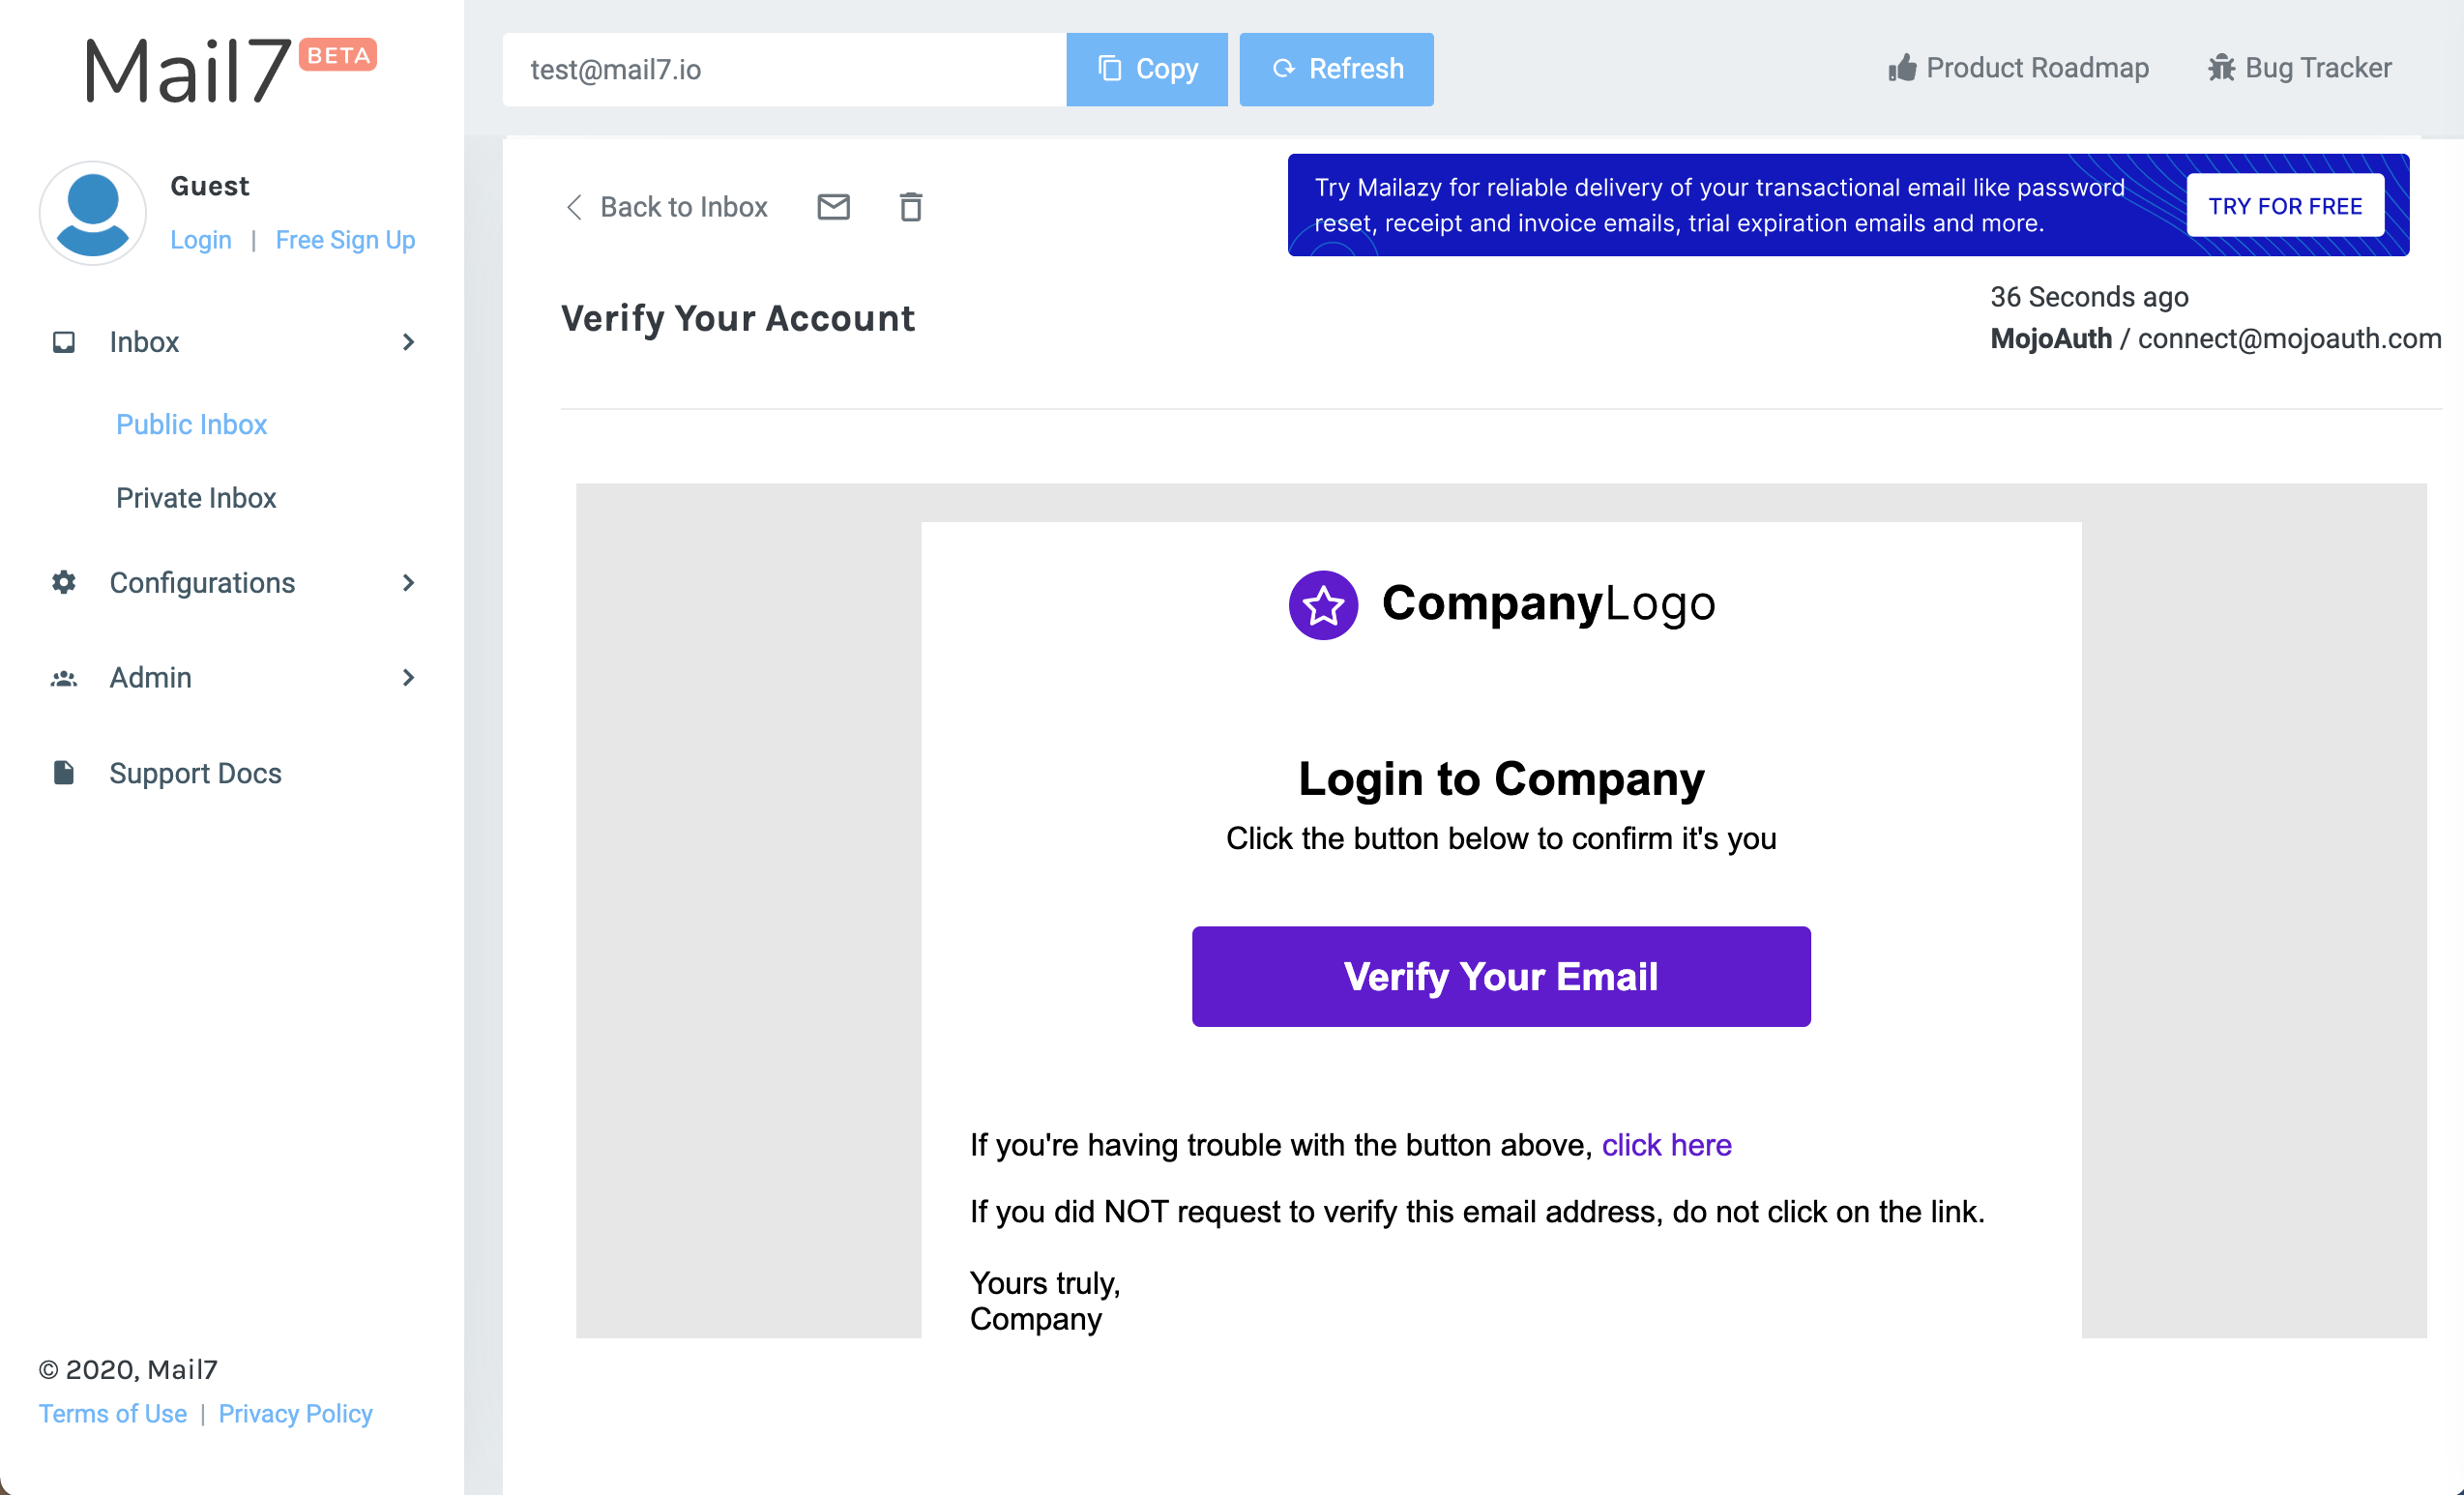 Mail7 BETA
Guest
Login | Free Sign Up
Inbox
Public Inbox
Private Inbox
Configurations
Admin
Support Docs
© 2020, Mail7
Terms of Use | Privacy Policy
test@mail7.io
Copy
Refresh
Product Roadmap
Bug Tracker
Back to Inbox
Try Mailazy for reliable delivery of your transactional email like password
reset, receipt and invoice emails, trial expiration emails and more.
TRY FOR FREE
Verify Your Account
36 Seconds ago
MojoAuth / connect@mojoauth.com
CompanyLogo
Login to Company
Click the button below to confirm it's you
Verify Your Email
If you're having trouble with the button above, click here
If you did NOT request to verify this email address, do not click on the link.
Yours truly,
Company